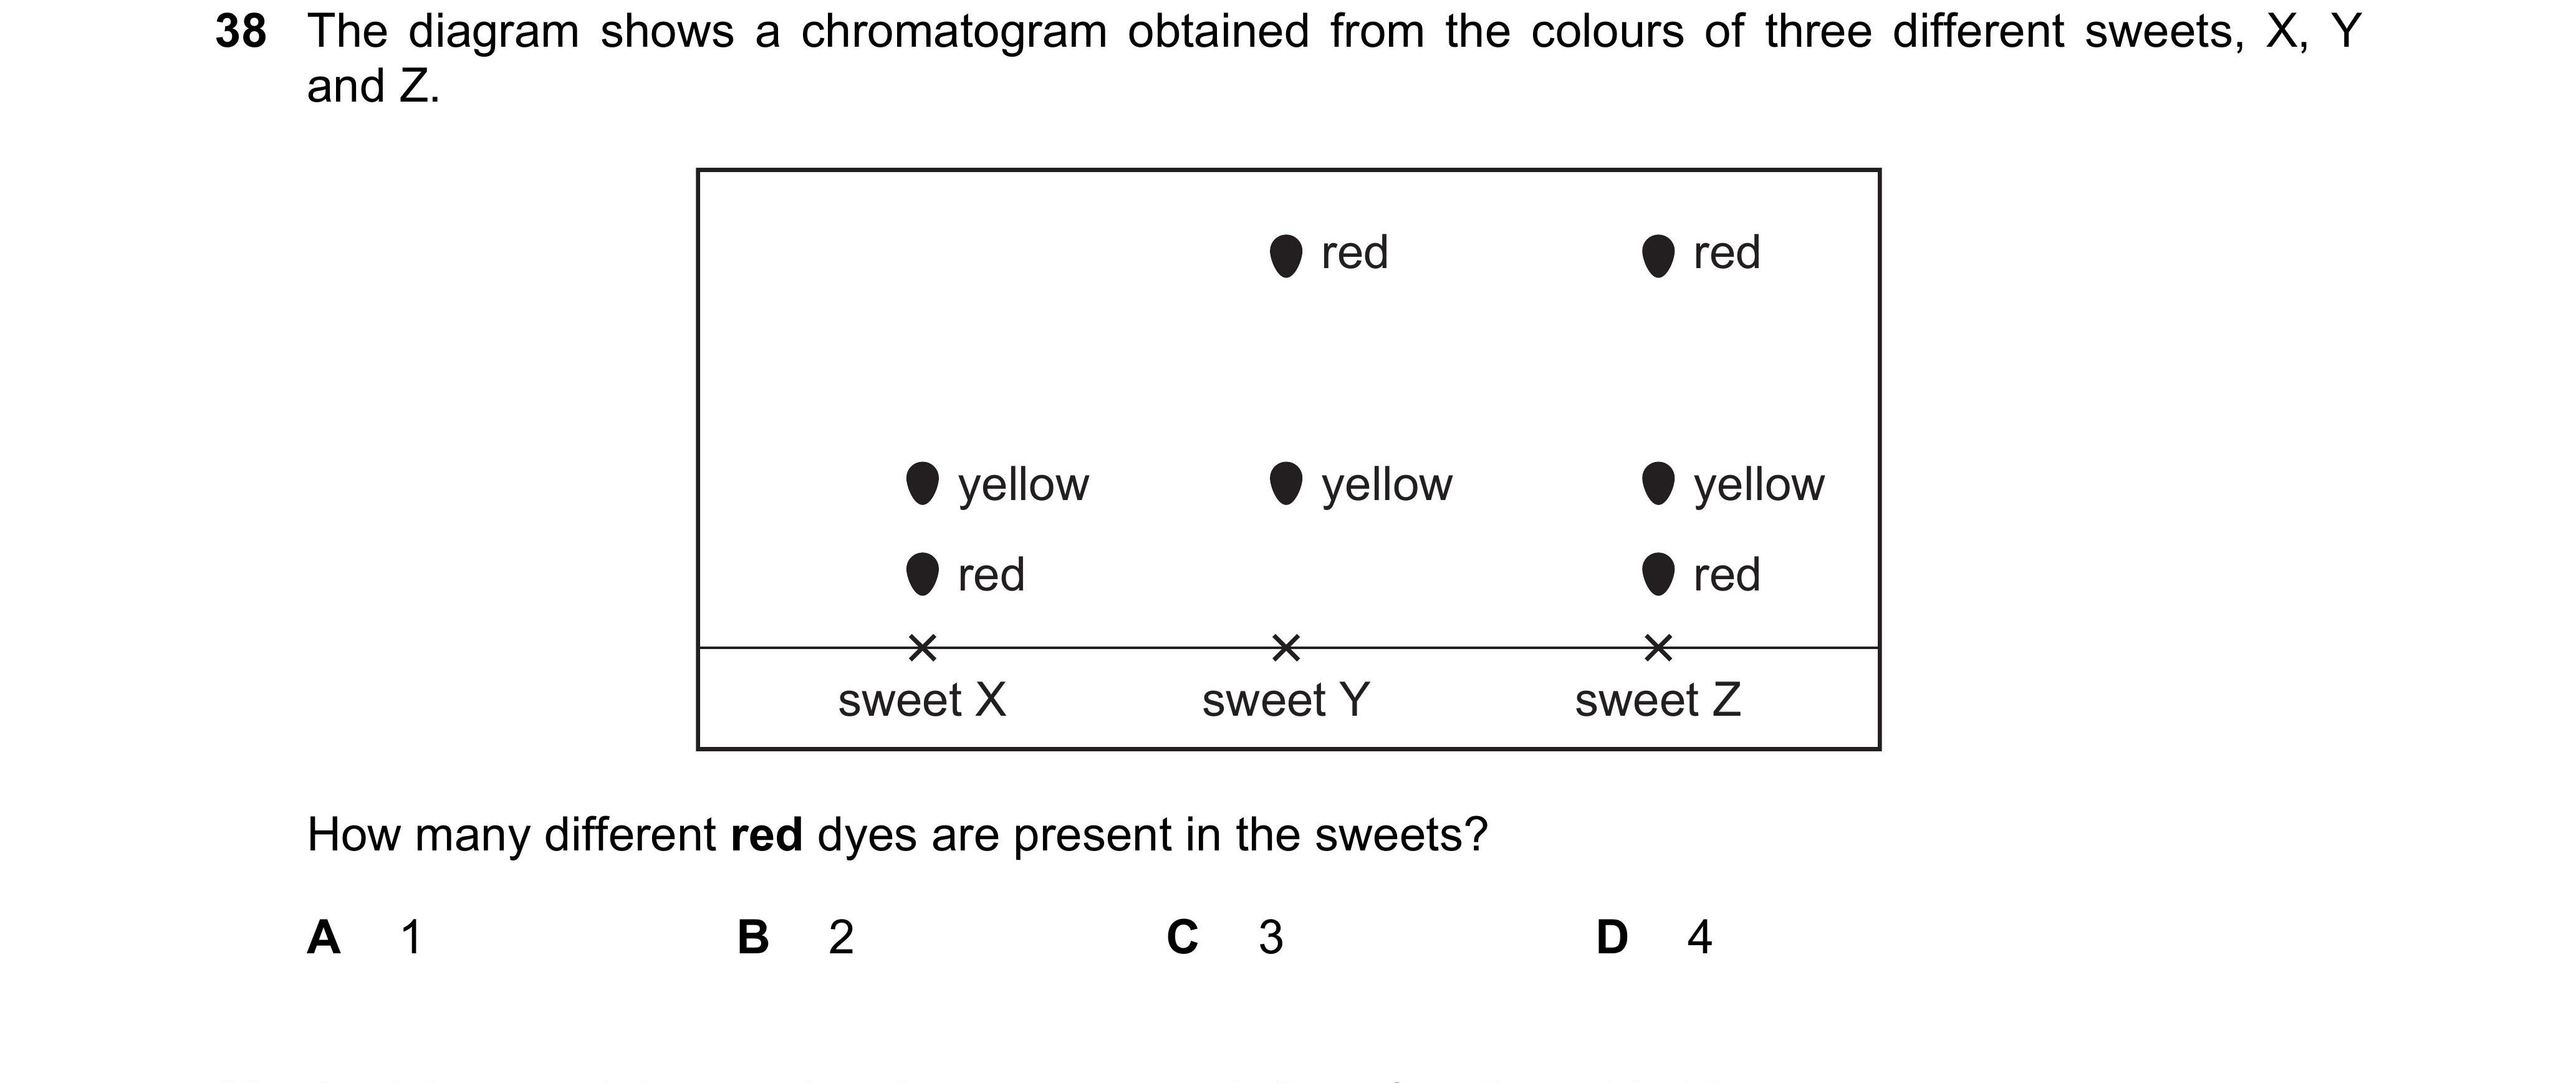 38 The diagram shows a chromatogram obtained from the colours of three different sweets, X, Y
and Z.
red red
yellow yellow yellow
red red
× × ×
sweet X sweet Y sweet Z
How many different red dyes are present in the sweets?
A 1 B 2 C 3 D 4